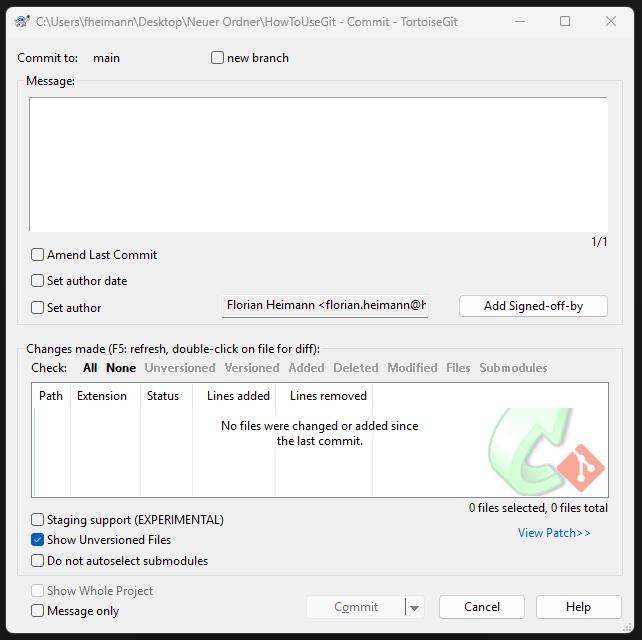 C:\Users\fheimann\Desktop\Neuer Ordner\HowToUseGit - Commit - TortoiseGit
Commit to: main new branch
Message:
1/1
Amend Last Commit
Set author date
Set author Florian Heimann <florian.heimann@h Add Signed-off-by
Changes made (F5: refresh, double-click on file for diff):
Check: All None Unversioned Versioned Added Deleted Modified Files Submodules
Path Extension Status Lines added Lines removed
No files were changed or added since
the last commit.
0 files selected, 0 files total
Staging support (EXPERIMENTAL)
View Patch>>
Show Unversioned Files
Do not autoselect submodules
Show Whole Project
Message only
Commit Cancel Help